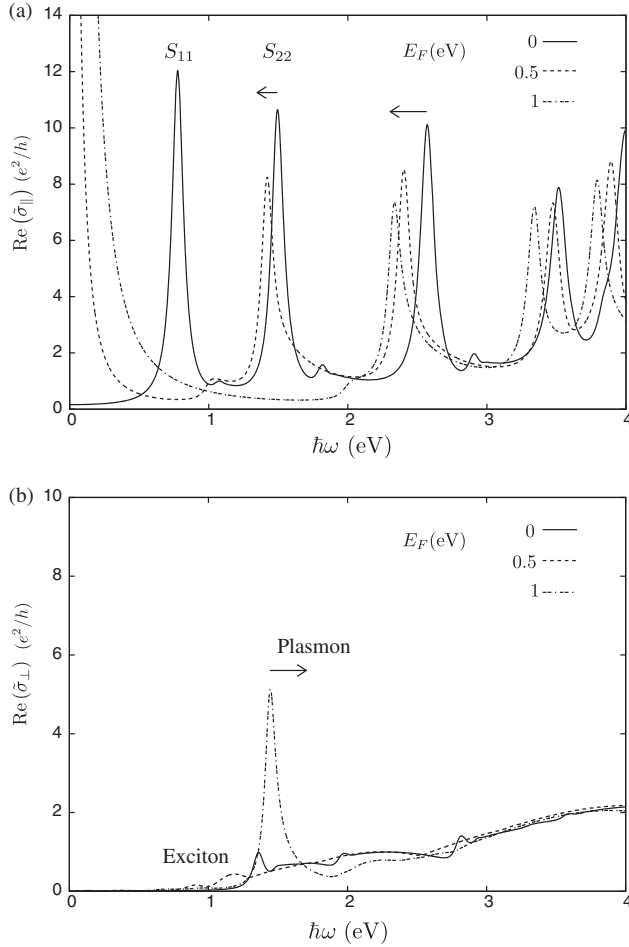 (a)
14
12
10
8
6
4
2
0
Re (σ̃∥) (e²/h)
S₁₁
S₂₂
E_F(eV)
0
0.5
1
0 1 2 3 4
ħω (eV)
(b)
10
8
6
4
2
0
Re (σ̃⊥) (e²/h)
E_F(eV)
0
0.5
1
Plasmon
Exciton
0 1 2 3 4
ħω (eV)